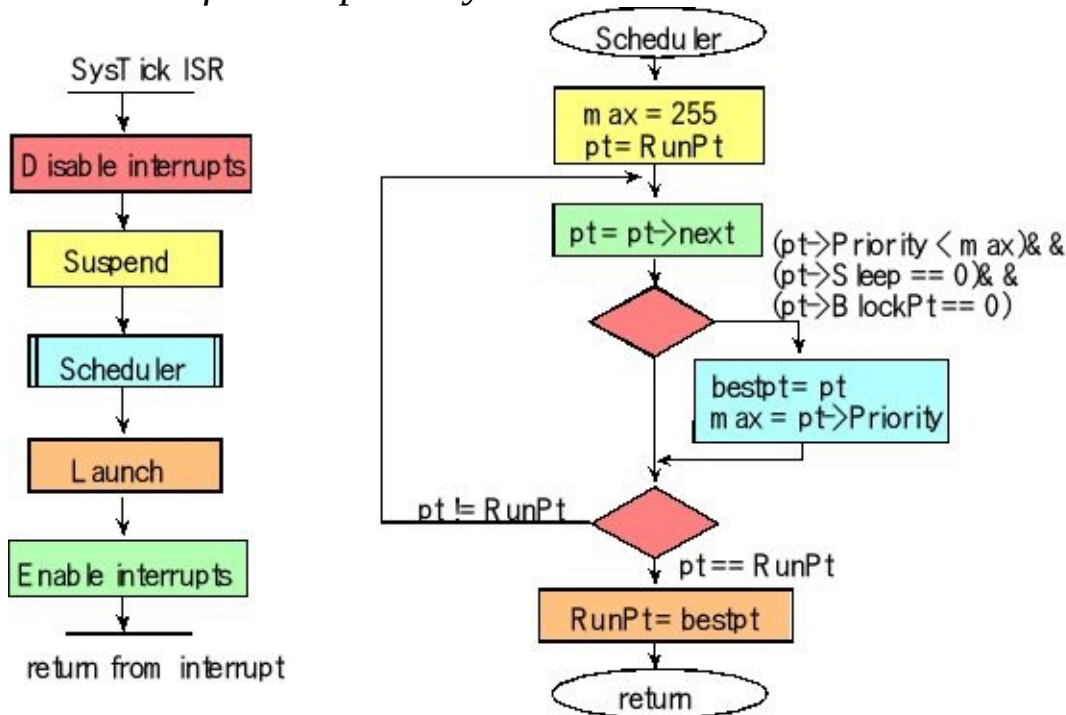 SysTick ISR
Disable interrupts
Suspend
Scheduler
Launch
Enable interrupts
return from interrupt
Scheduler
max = 255
pt= RunPt
pt= pt->next
(pt->Priority < max)&&
(pt->Sleep == 0)&&
(pt->BlockPt== 0)
bestpt= pt
max = pt->Priority
pt != RunPt
pt== RunPt
RunPt= bestpt
return